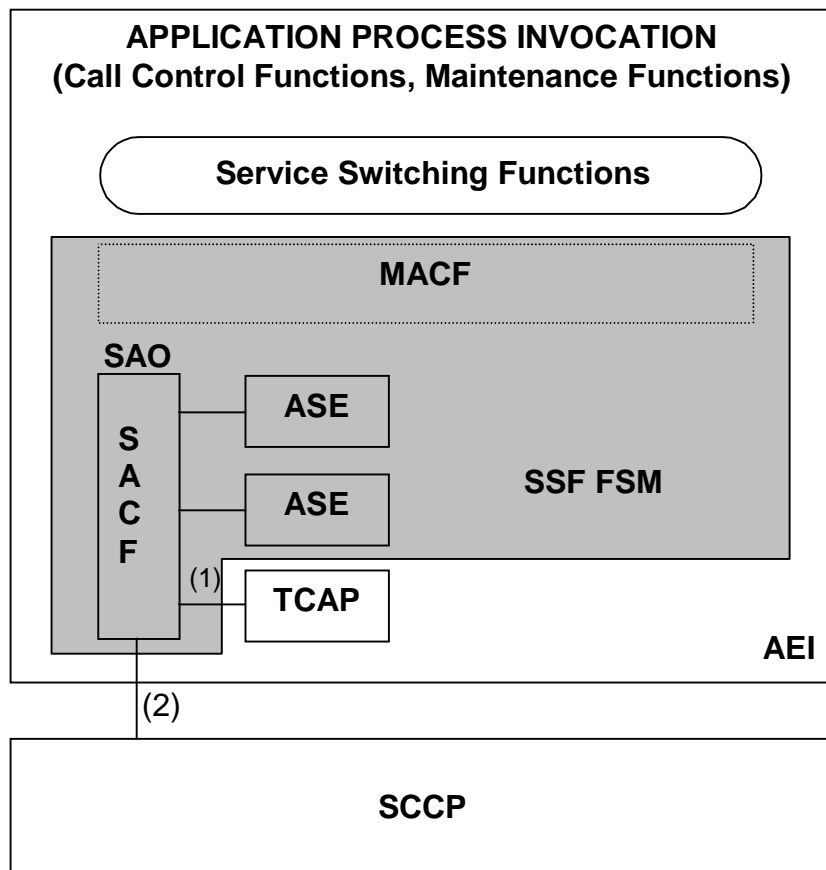 APPLICATION PROCESS INVOCATION
(Call Control Functions, Maintenance Functions)
Service Switching Functions
MACF
SAO
S
A
C
F
ASE
ASE
SSF FSM
(1)
TCAP
AEI
(2)
SCCP